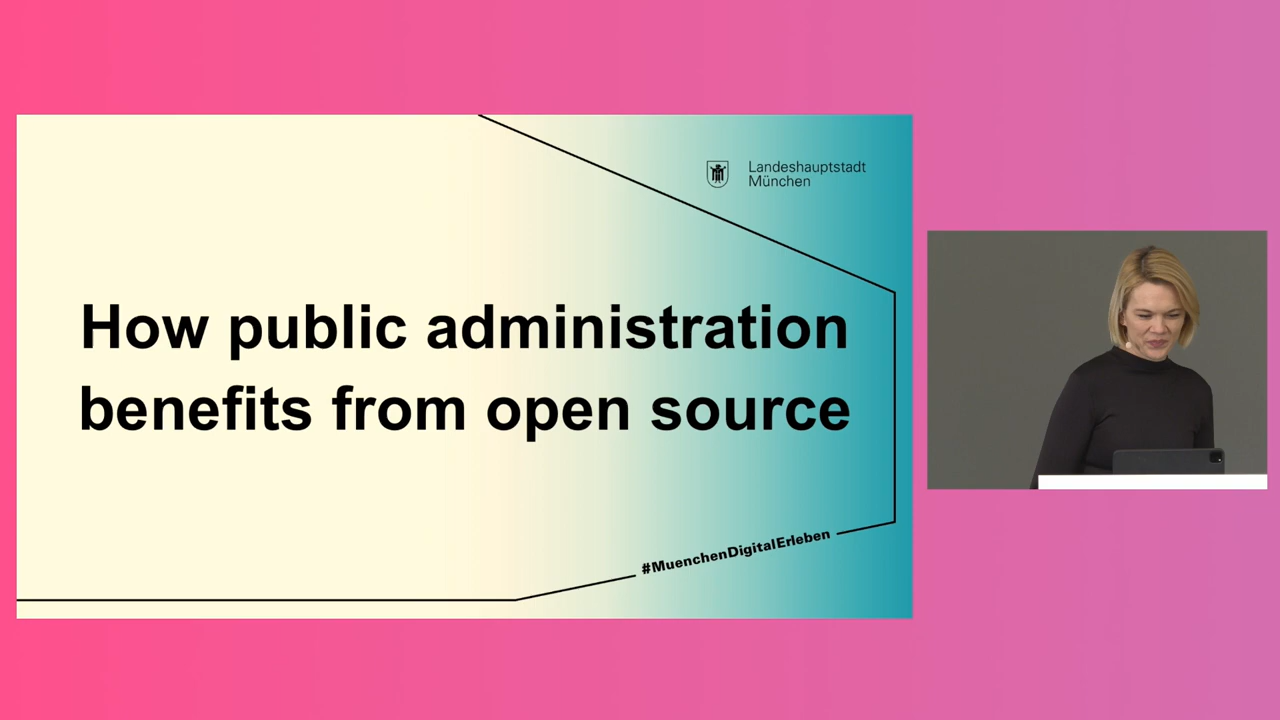 Landeshauptstadt
München
How public administration
benefits from open source
#MuenchenDigitalErleben